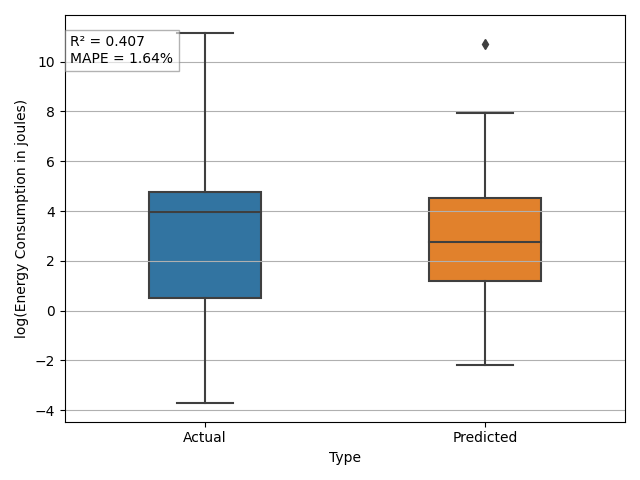 R² = 0.407
MAPE = 1.64%
10
8
6
4
2
0
−2
−4
log(Energy Consumption in joules)
Actual
Predicted
Type